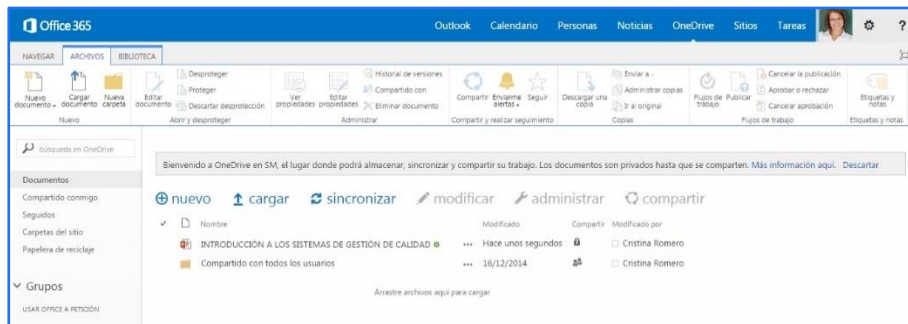 Office 365
Outlook Calendario Personas Noticias OneDrive Sitios Tareas ?
NAVEGAR ARCHIVOS BIBLIOTECA
Nuevo documento Cargar documento Nueva carpeta
Editar documento Desproteger Proteger Descartar desprotección
Ver propiedades Editar propiedades Historial de versiones Compartido con Eliminar documento
Compartir Enviarme alertas Seguir
Descargar una copia Enviar a Administrar copias Ir al original
Flujos de trabajo Publicar Cancelar la publicación Aprobar o rechazar Cancelar aprobación
Etiquetas y notas
Nuevo Abrir y desproteger Administrar Compartir y realizar seguimiento Copias Flujos de trabajo Etiquetas y notas
búsqueda en OneDrive
Bienvenido a OneDrive en SM, el lugar donde podrá almacenar, sincronizar y compartir su trabajo. Los documentos son privados hasta que se comparten. Más información aquí. Descartar
Documentos
Compartido conmigo
Seguidos
Carpetas del sitio
Papelera de reciclaje
Grupos
USAR OFFICE A PETICIÓN
nuevo cargar sincronizar modificar administrar compartir
Nombre Modificado Compartir Modificado por
INTRODUCCIÓN A LOS SISTEMAS DE GESTIÓN DE CALIDAD ... Hace unos segundos Cristina Romero
Compartido con todos los usuarios ... 16/12/2014 Cristina Romero
Arrastre archivos aquí para cargar